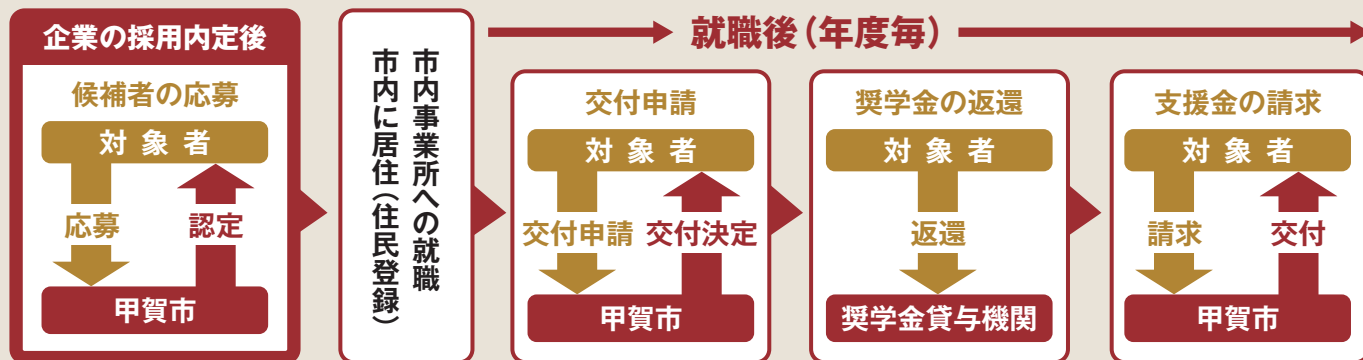 企業の採用内定後
候補者の応募
対象者
応募
認定
甲賀市
市内事業所への就職
市内に居住（住民登録）
就職後（年度毎）
交付申請
対象者
交付申請
交付決定
甲賀市
奨学金の返還
対象者
返還
奨学金貸与機関
支援金の請求
対象者
請求
交付
甲賀市